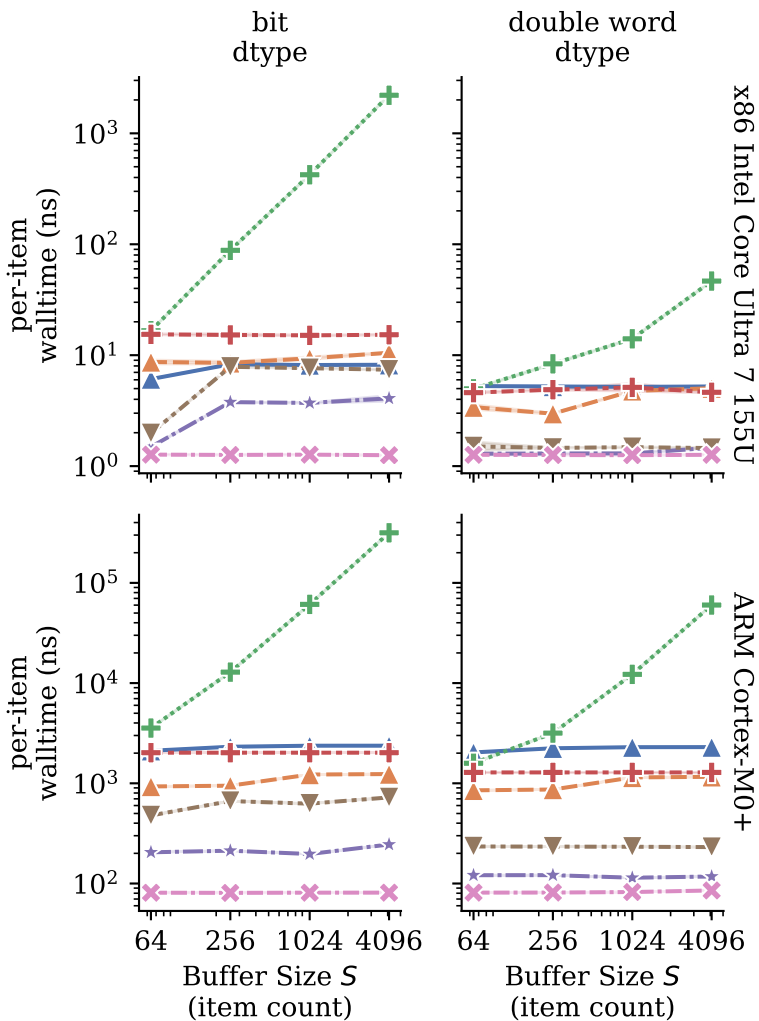 bit
dtype
double word
dtype
per-item
walltime (ns)
10³
10²
10¹
10⁰
x86 Intel Core Ultra 7 155U
per-item
walltime (ns)
10⁵
10⁴
10³
10²
ARM Cortex-M0+
64 256 1024 4096
64 256 1024 4096
Buffer Size S
(item count)
Buffer Size S
(item count)